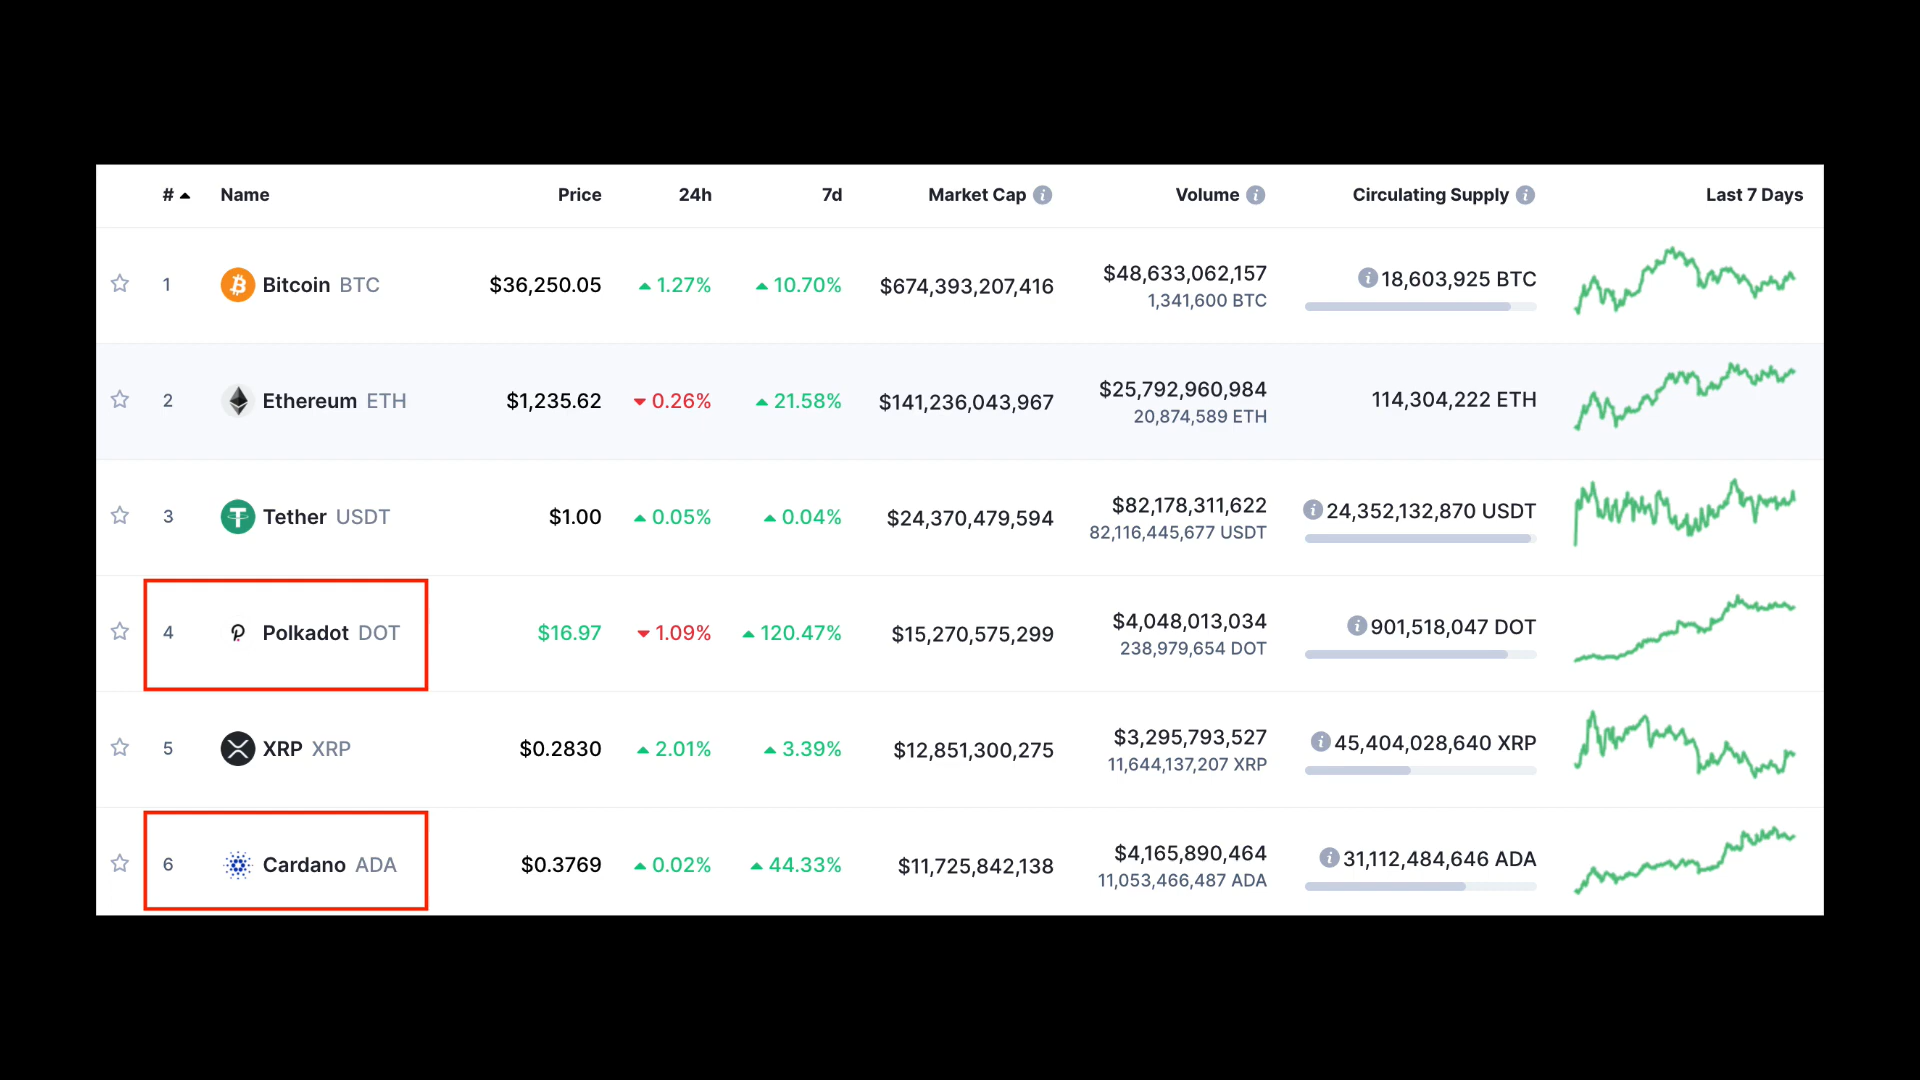 # Name Price 24h 7d Market Cap Volume Circulating Supply Last 7 Days
1 Bitcoin BTC $36,250.05 1.27% 10.70% $674,393,207,416 $48,633,062,157 18,603,925 BTC
1,341,600 BTC
2 Ethereum ETH $1,235.62 0.26% 21.58% $141,236,043,967 $25,792,960,984 114,304,222 ETH
20,874,589 ETH
3 Tether USDT $1.00 0.05% 0.04% $24,370,479,594 $82,178,311,622 24,352,132,870 USDT
82,116,445,677 USDT
4 Polkadot DOT $16.97 1.09% 120.47% $15,270,575,299 $4,048,013,034 901,518,047 DOT
238,979,654 DOT
5 XRP XRP $0.2830 2.01% 3.39% $12,851,300,275 $3,295,793,527 45,404,028,640 XRP
11,644,137,207 XRP
6 Cardano ADA $0.3769 0.02% 44.33% $11,725,842,138 $4,165,890,464 31,112,484,646 ADA
11,053,466,487 ADA